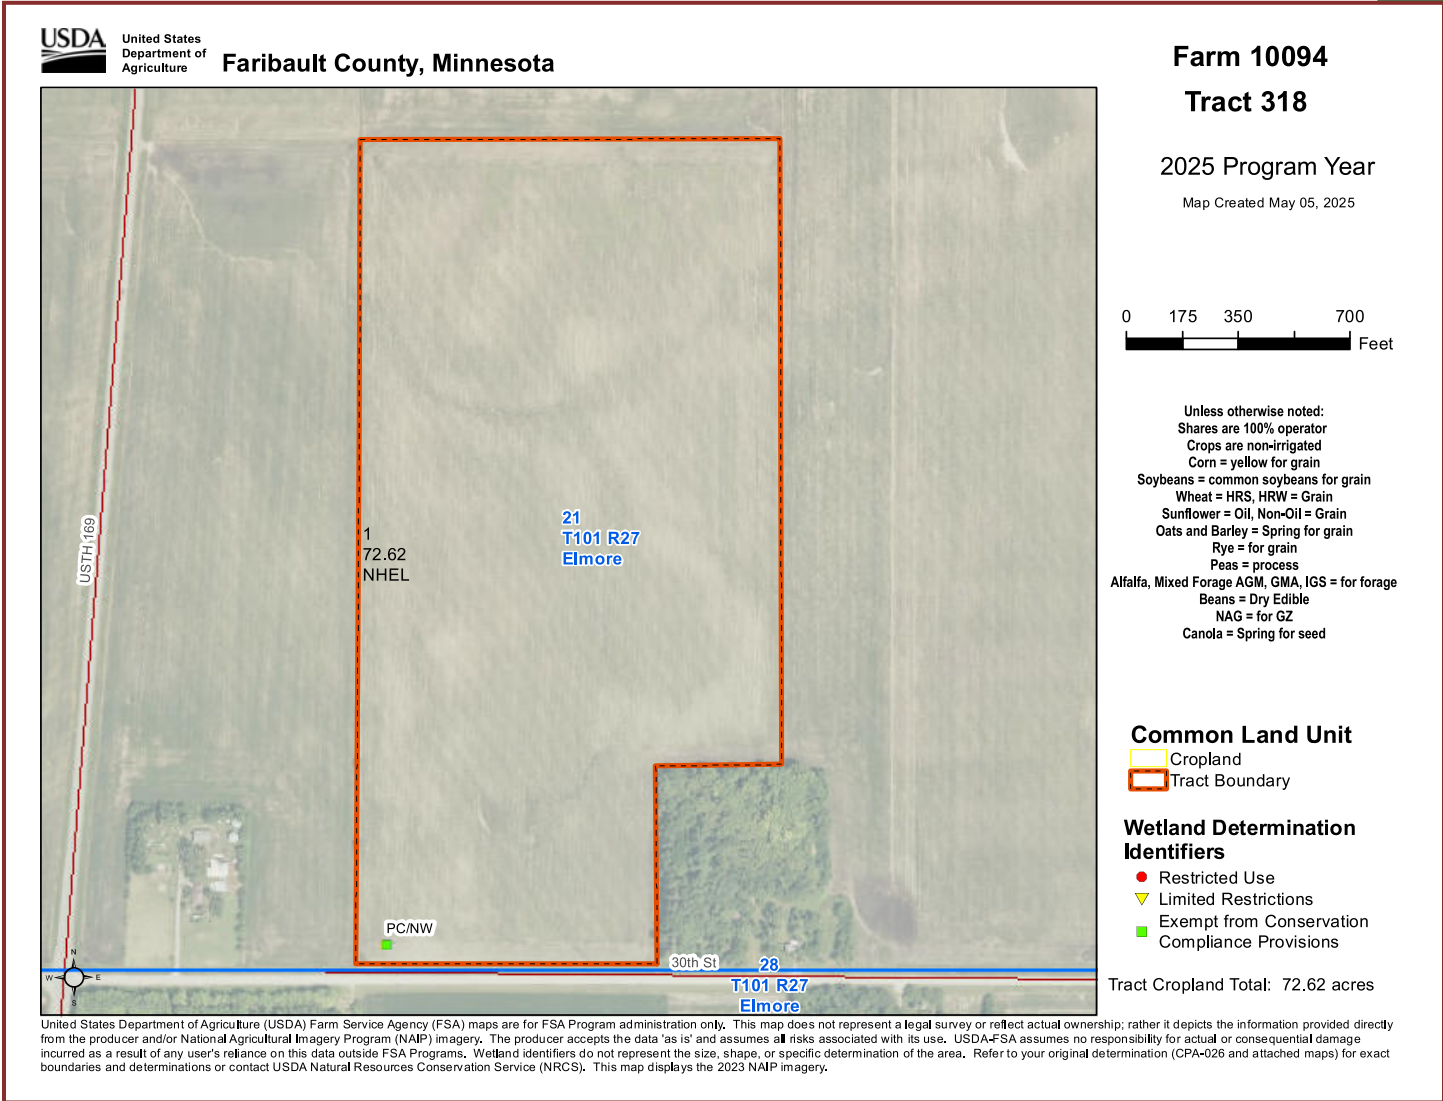 USDA
United States
Department of
Agriculture
Faribault County, Minnesota
Farm 10094
Tract 318
2025 Program Year
Map Created May 05, 2025
0 175 350 700
Feet
Unless otherwise noted:
Shares are 100% operator
Crops are non-irrigated
Corn = yellow for grain
Soybeans = common soybeans for grain
Wheat = HRS, HRW = Grain
Sunflower = Oil, Non-Oil = Grain
Oats and Barley = Spring for grain
Rye = for grain
Peas = process
Alfalfa, Mixed Forage AGM, GMA, IGS = for forage
Beans = Dry Edible
NAG = for GZ
Canola = Spring for seed
Common Land Unit
Cropland
Tract Boundary
Wetland Determination
Identifiers
Restricted Use
Limited Restrictions
Exempt from Conservation
Compliance Provisions
Tract Cropland Total: 72.62 acres
USTH 169
1
72.62
NHEL
21
T101 R27
Elmore
PC/NW
30th St
28
T101 R27
Elmore
N
W E
S
United States Department of Agriculture (USDA) Farm Service Agency (FSA) maps are for FSA Program administration only. This map does not represent a legal survey or reflect actual ownership; rather it depicts the information provided directly
from the producer and/or National Agricultural Imagery Program (NAIP) imagery. The producer accepts the data 'as is' and assumes all risks associated with its use. USDA-FSA assumes no responsibility for actual or consequential damage
incurred as a result of any user's reliance on this data outside FSA Programs. Wetland identifiers do not represent the size, shape, or specific determination of the area. Refer to your original determination (CPA-026 and attached maps) for exact
boundaries and determinations or contact USDA Natural Resources Conservation Service (NRCS). This map displays the 2023 NAIP imagery.